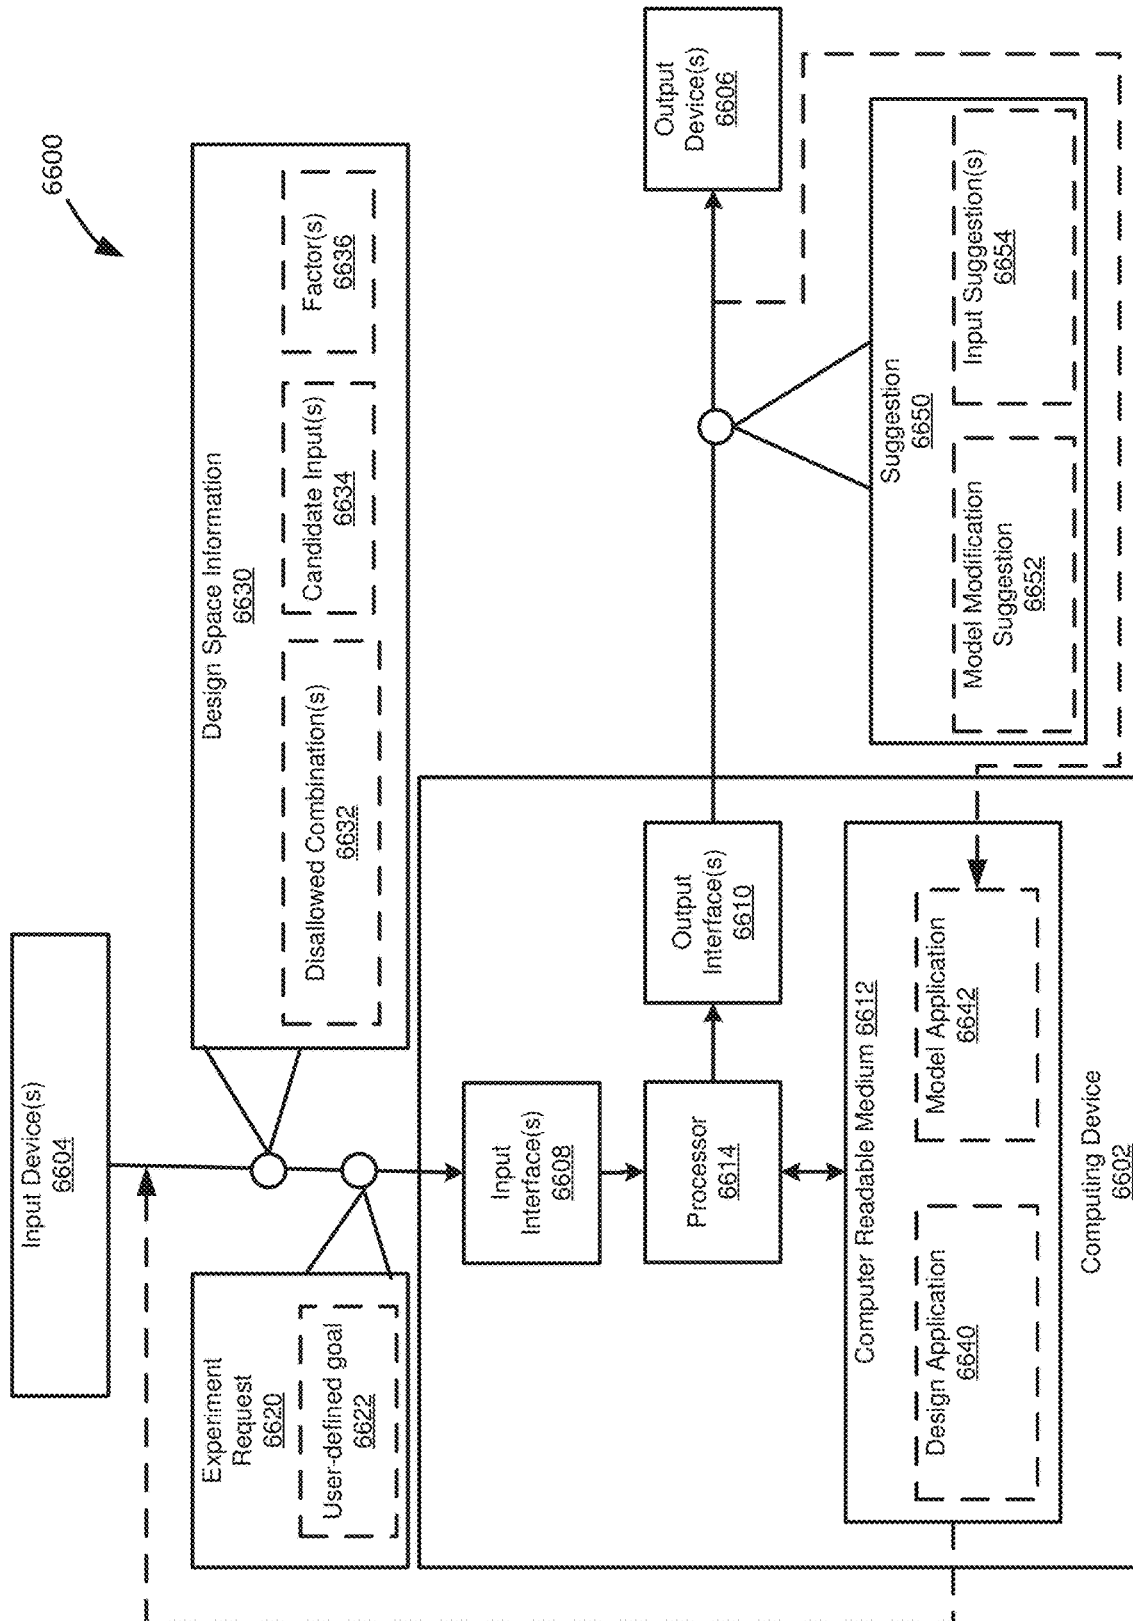 6600
Input Device(s)
6604
Design Space Information
6630
Disallowed Combination(s)
6632
Candidate Input(s)
6634
Factor(s)
6636
Experiment
Request
6620
User-defined goal
6622
Input
Interface(s)
6608
Processor
6614
Output
Interface(s)
6610
Output
Device(s)
6606
Computer Readable Medium 6612
Design Application
6640
Model Application
6642
Computing Device
6602
Suggestion
6650
Model Modification
Suggestion
6652
Input Suggestion(s)
6654